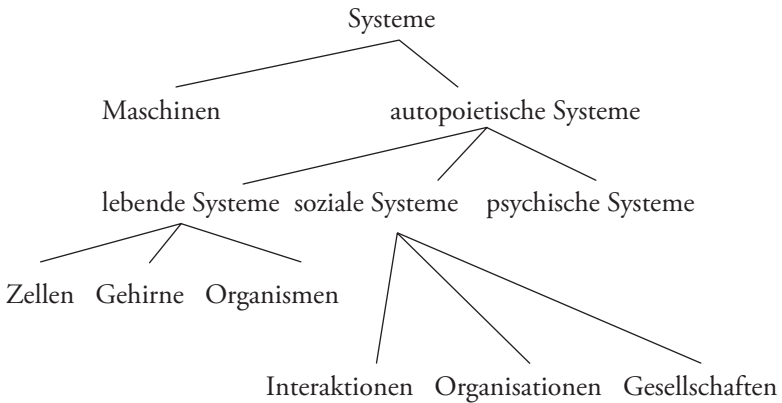 Systeme
Maschinen autopoietische Systeme
lebende Systeme soziale Systeme psychische Systeme
Zellen Gehirne Organismen
Interaktionen Organisationen Gesellschaften